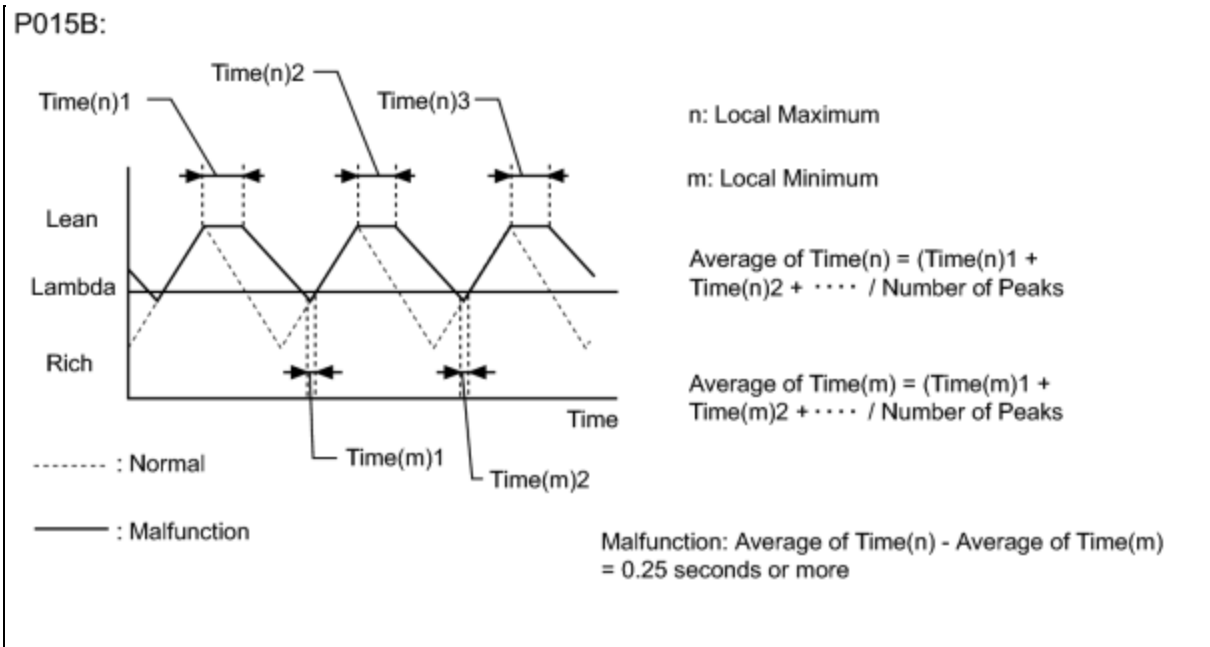 P015B:
Time(n)1
Time(n)2
Time(n)3
n: Local Maximum
m: Local Minimum
Lean
Lambda
Rich
Time
Average of Time(n) = (Time(n)1 +
Time(n)2 + ···· / Number of Peaks
Average of Time(m) = (Time(m)1 +
Time(m)2 + ···· / Number of Peaks
Time(m)1
Time(m)2
: Normal
: Malfunction
Malfunction: Average of Time(n) - Average of Time(m)
= 0.25 seconds or more